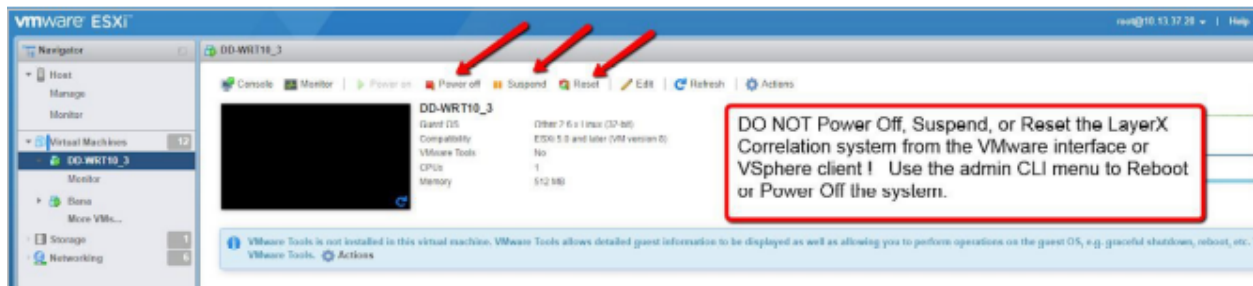 vmware ESXi
root@10.13.37.28 | Help
Navigator
DD-WRT10_3
Host
Manage
Monitor
Console Monitor Power on Power off Suspend Reset Edit Refresh Actions
DD-WRT10_3
Guest OS Other 2.6.x Linux (32-bit)
Compatibility ESXi 5.0 and later (VM version 8)
VMware Tools No
CPUs 1
Memory 512 MB
DO NOT Power Off, Suspend, or Reset the LayerX
Correlation system from the VMware interface or
VSphere client ! Use the admin CLI menu to Reboot
or Power Off the system.
Virtual Machines 12
DD-WRT10_3
Monitor
More VMs...
Storage 1
Networking 6
VMware Tools is not installed in this virtual machine. VMware Tools allows detailed guest information to be displayed as well as allowing you to perform operations on the guest OS, e.g. graceful shutdown, reboot, etc.
VMware Tools. Actions